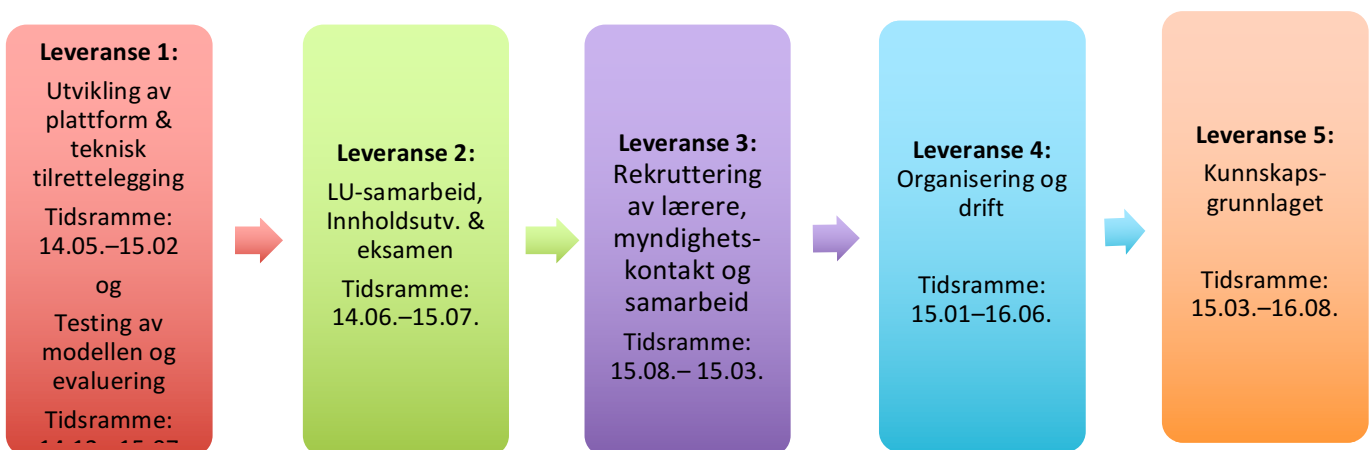 Leveranse 1:
Utvikling av
plattform &
teknisk
tilrettelegging
Tidsramme:
14.05.–15.02
og
Testing av
modellen og
evaluering
Tidsramme:
Leveranse 2:
LU-samarbeid,
Innholdsutv. &
eksamen
Tidsramme:
14.06.–15.07.
Leveranse 3:
Rekruttering
av lærere,
myndighets-
kontakt og
samarbeid
Tidsramme:
15.08.– 15.03.
Leveranse 4:
Organisering og
drift
Tidsramme:
15.01–16.06.
Leveranse 5:
Kunnskaps-
grunnlaget
Tidsramme:
15.03.–16.08.